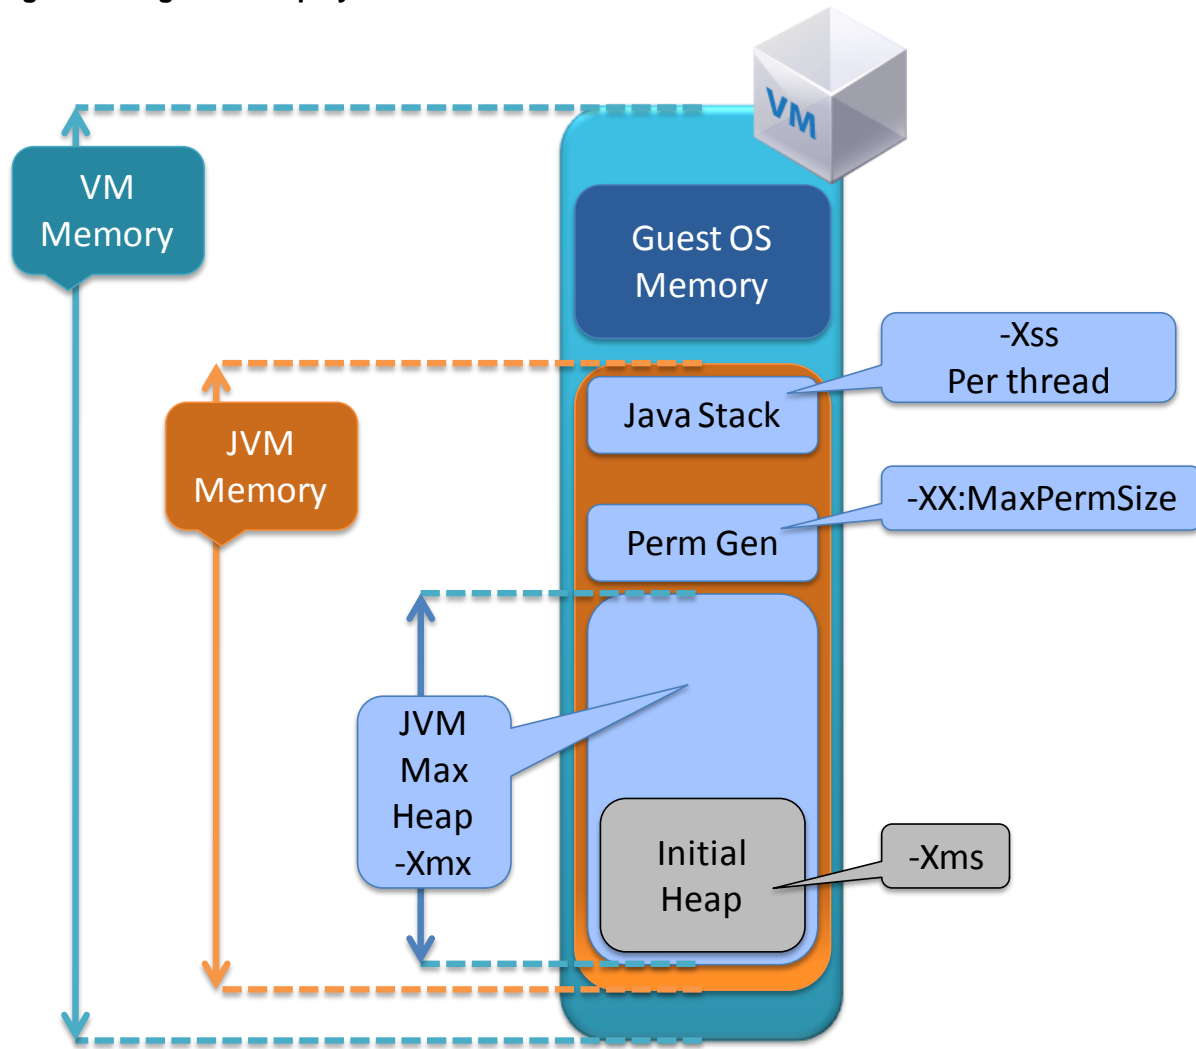 VM
VM
Memory
Guest OS
Memory
-Xss
Per thread
Java Stack
JVM
Memory
-XX:MaxPermSize
Perm Gen
JVM
Max
Heap
-Xmx
Initial
Heap
-Xms